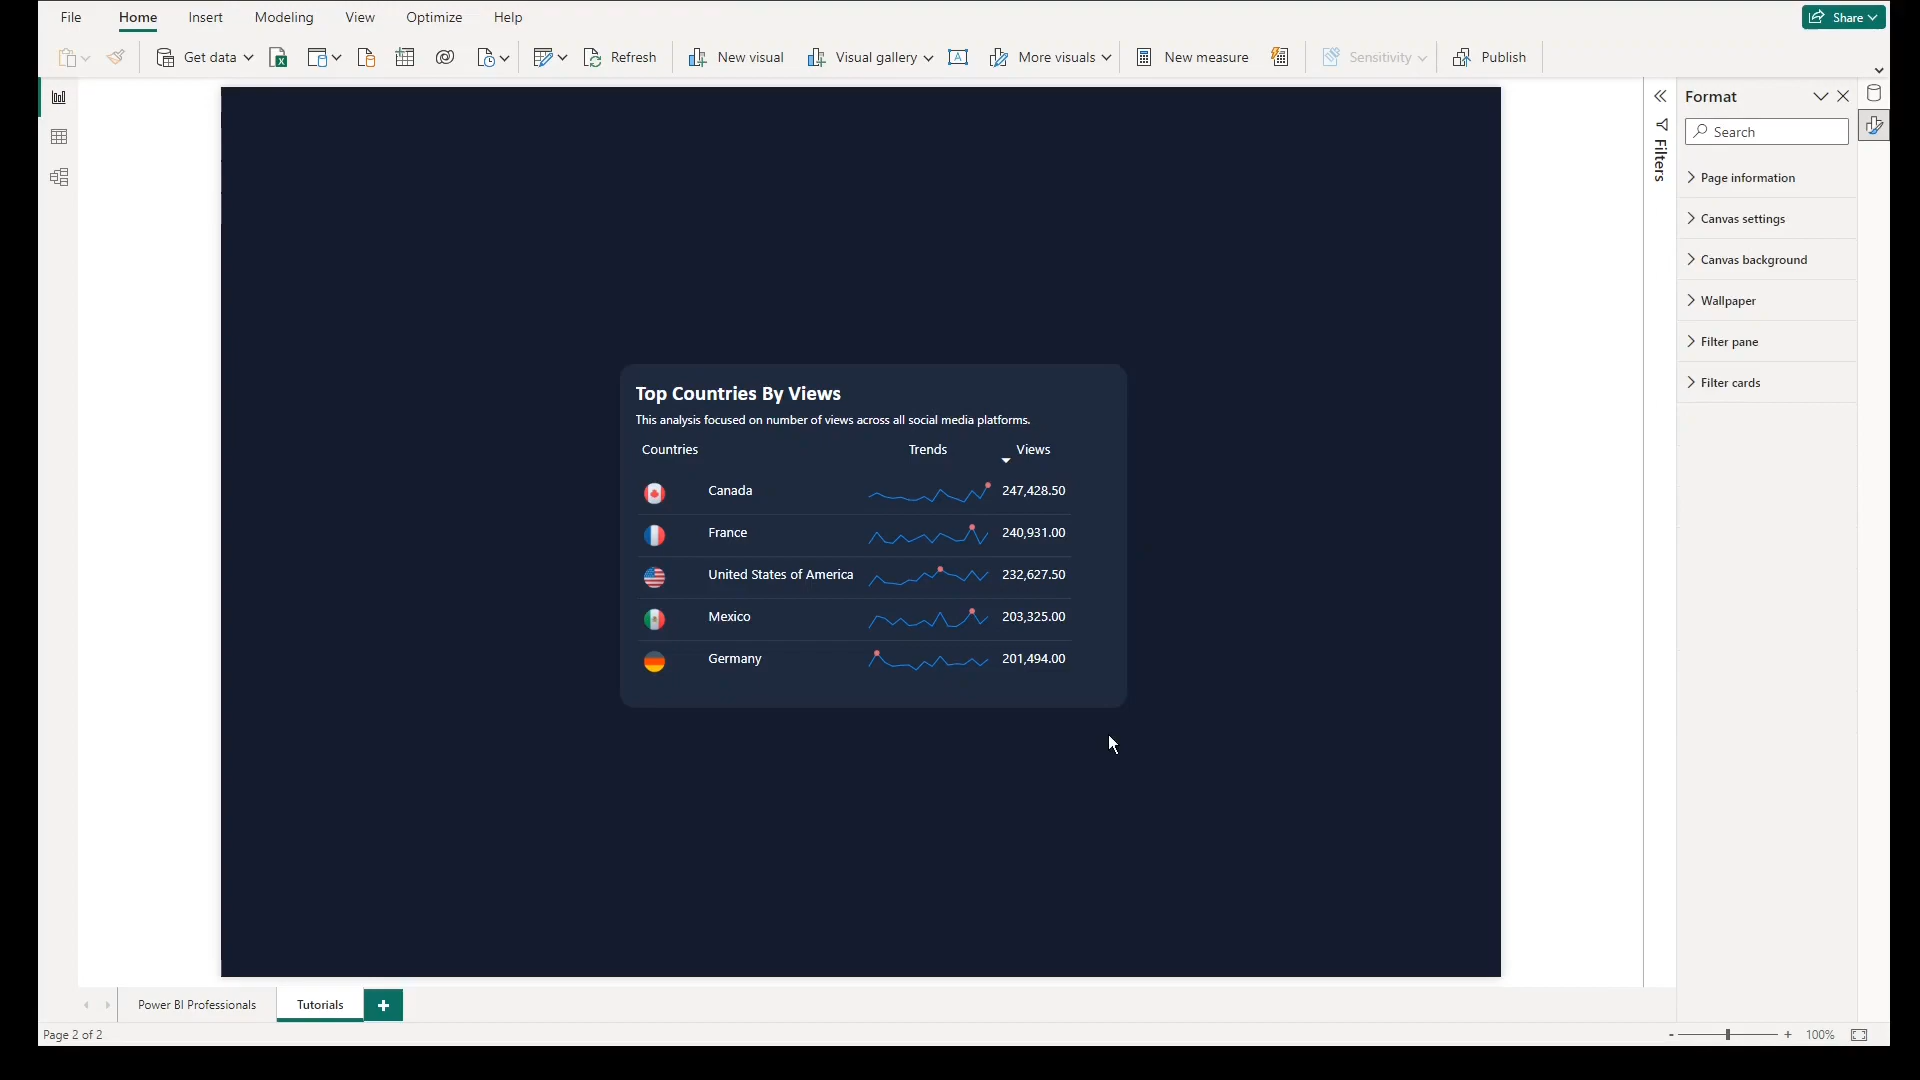 File Home Insert Modeling View Optimize Help Share
Get data Refresh New visual Visual gallery A More visuals New measure Sensitivity Publish
Format
Search
Filters
Page information
Canvas settings
Canvas background
Wallpaper
Filter pane
Filter cards
Top Countries By Views
This analysis focused on number of views across all social media platforms.
Countries Trends Views
Canada 247,428.50
France 240,931.00
United States of America 232,627.50
Mexico 203,325.00
Germany 201,494.00
Power BI Professionals Tutorials +
Page 2 of 2 - + 100%